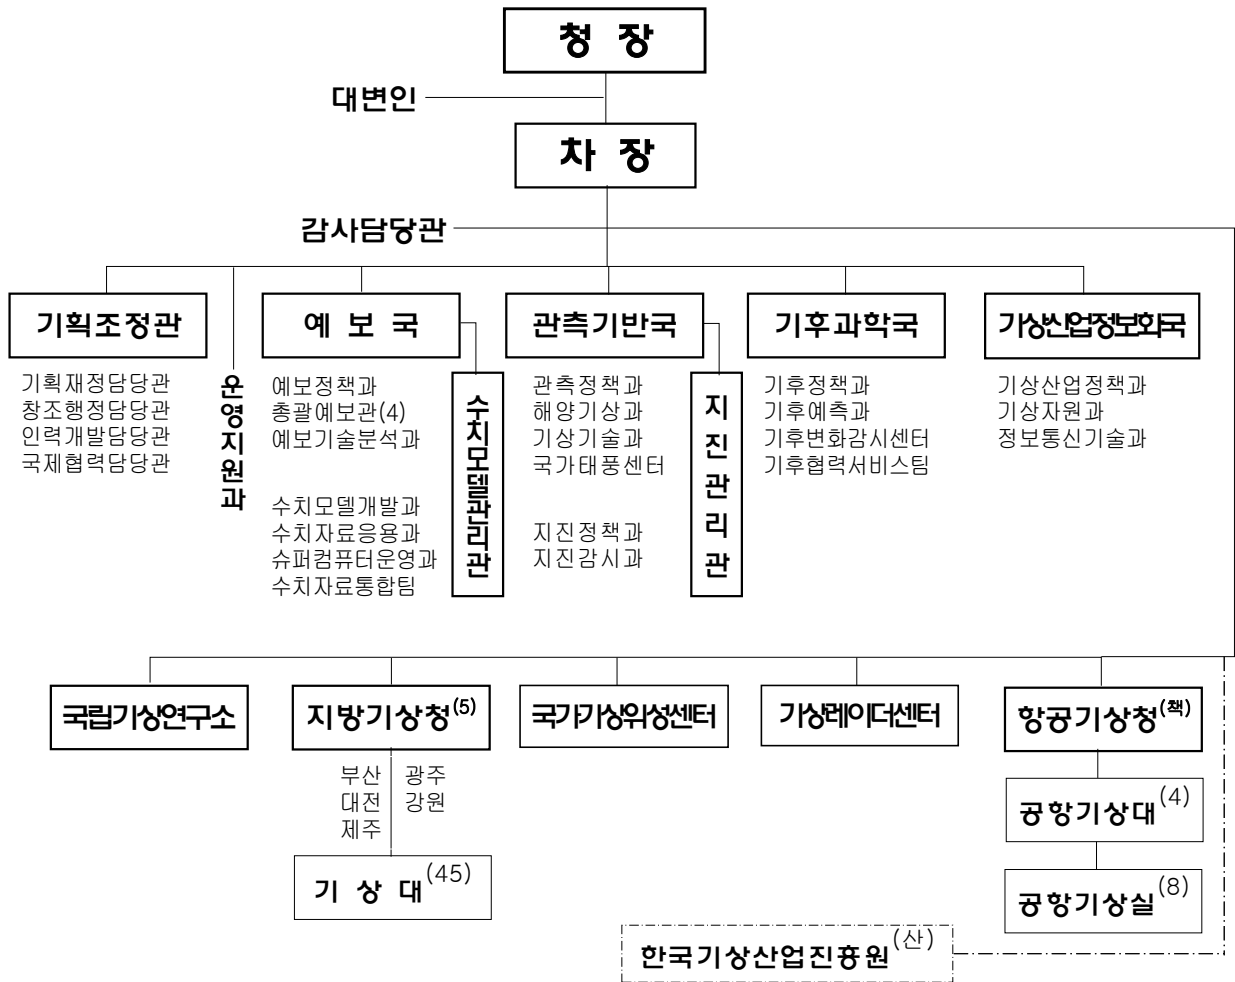 청 장
대변인
차 장
감사담당관
기획조정관
기획재정담당관
창조행정담당관
인력개발담당관
국제협력담당관
운영지원과
예 보 국
예보정책과
총괄예보관(4)
예보기술분석과
수치모델개발과
수치자료응용과
슈퍼컴퓨터운영과
수치자료통합팀
수치모델관리관
관측기반국
관측정책과
해양기상과
기상기술과
국가태풍센터
지진정책과
지진감시과
지진관리관
기후과학국
기후정책과
기후예측과
기후변화감시센터
기후협력서비스팀
기상산업정보화국
기상산업정책과
기상자원과
정보통신기술과
국립기상연구소
지방기상청(5)
부산 광주
대전 강원
제주
기 상 대(45)
국가기상위성센터
기상레이더센터
항공기상청(책)
공항기상대(4)
공항기상실(8)
한국기상산업진흥원(산)